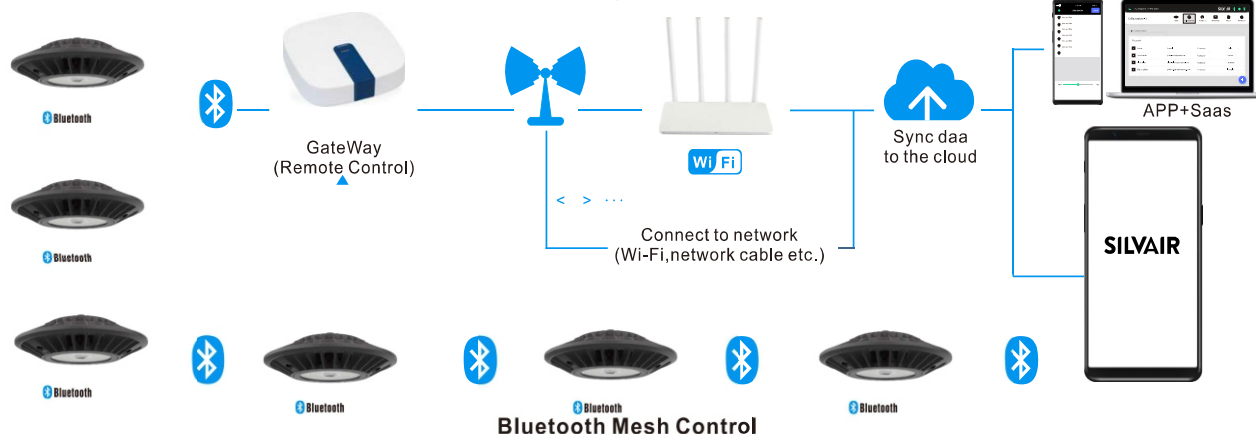 Bluetooth
GateWay
(Remote Control)
Wi Fi
Sync daa
to the cloud
APP+Saas
Bluetooth
< > ···
Connect to network
(Wi-Fi,network cable etc.)
SILVAIR
Bluetooth
Bluetooth
Bluetooth
Bluetooth
Bluetooth Mesh Control